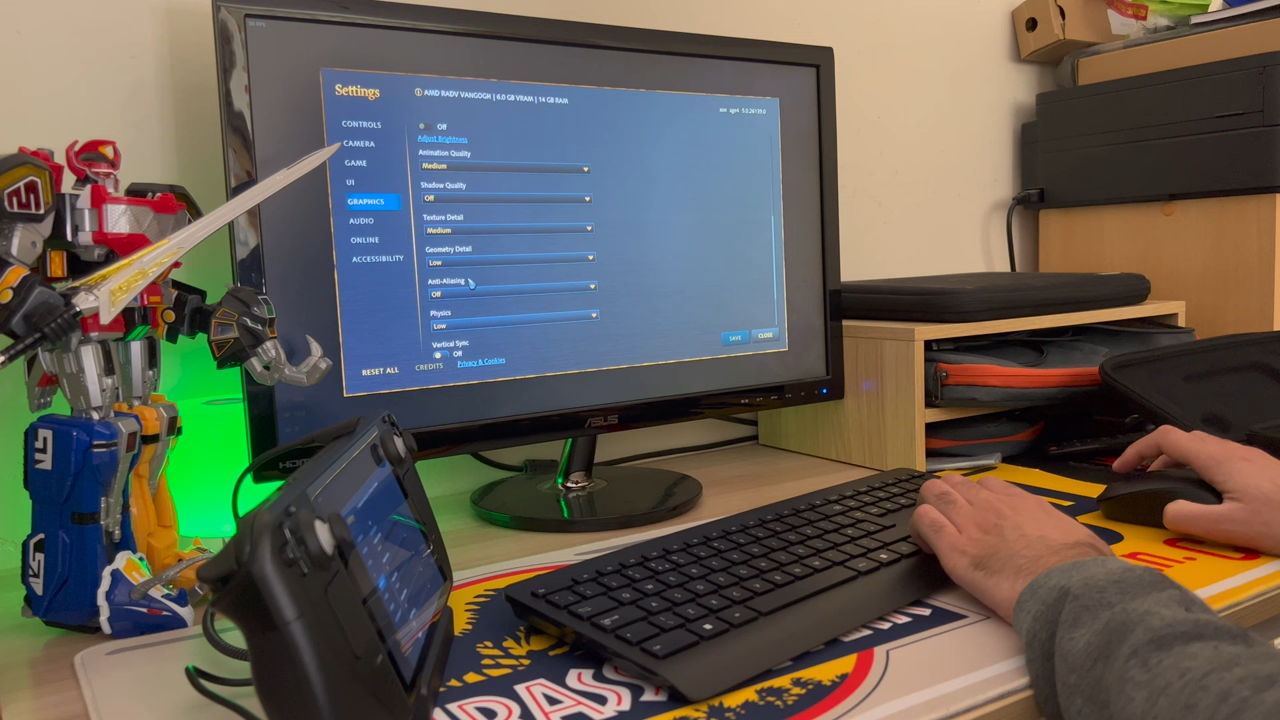 Settings
AMD RADV VANGOGH | 6.0 GB VRAM | 14 GB RAM
CONTROLS
CAMERA
GAME
UI
GRAPHICS
AUDIO
ONLINE
ACCESSIBILITY
Off
Adjust Brightness
Animation Quality
Medium
Shadow Quality
Off
Texture Detail
Medium
Geometry Detail
Low
Anti-Aliasing
Off
Physics
Low
Vertical Sync
Off
RESET ALL
CREDITS
Privacy & Cookies
SAVE
CLOSE
ASUS
JURASS